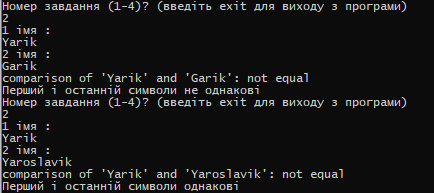 Номер завдання (1-4)? (введіть exit для виходу з програми)
2
1 імя :
Yarik
2 імя :
Garik
comparison of 'Yarik' and 'Garik': not equal
Перший і останній символи не однакові
Номер завдання (1-4)? (введіть exit для виходу з програми)
2
1 імя :
Yarik
2 імя :
Yaroslavik
comparison of 'Yarik' and 'Yaroslavik': not equal
Перший і останній символи однакові